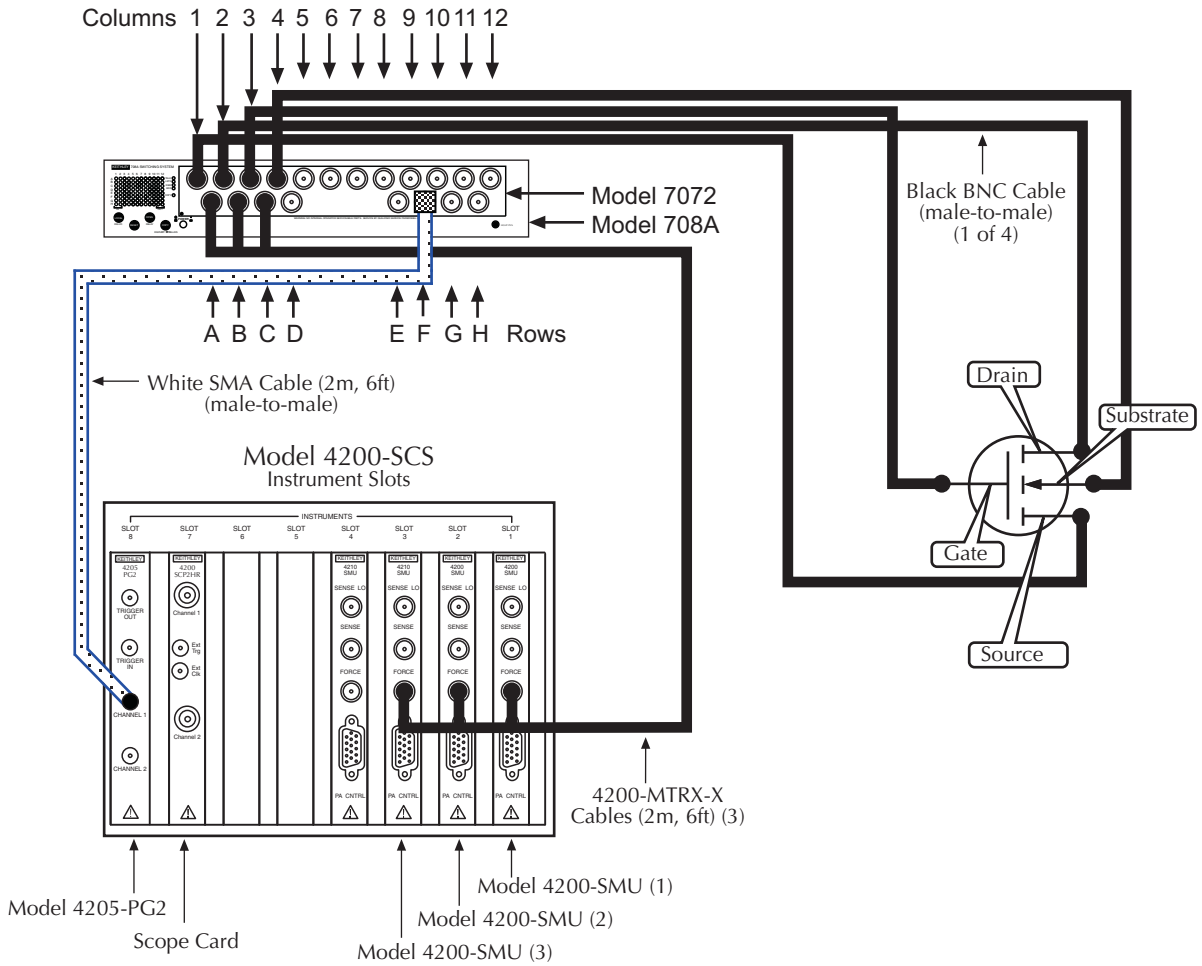 Columns 1 2 3 4 5 6 7 8 9 10 11 12
KEITHLEY
Model 7072
Model 708A
Black BNC Cable
(male-to-male)
(1 of 4)
A B C D E F G H Rows
White SMA Cable (2m, 6ft)
(male-to-male)
Drain
Substrate
Gate
Source
Model 4200-SCS
Instrument Slots
INSTRUMENTS
SLOT 8
SLOT 7
SLOT 6
SLOT 5
SLOT 4
SLOT 3
SLOT 2
SLOT 1
KEITHLEY
4205
PG2
TRIGGER
OUT
TRIGGER
IN
CHANNEL 1
CHANNEL 2
KEITHLEY
4200
SCP2HR
Channel 1
Ext
Trg
Ext
Clk
Channel 2
KEITHLEY
4210
SMU
SENSE LO
SENSE
FORCE
PA CNTRL
KEITHLEY
4210
SMU
SENSE LO
SENSE
FORCE
PA CNTRL
KEITHLEY
4200
SMU
SENSE LO
SENSE
FORCE
PA CNTRL
KEITHLEY
4200
SMU
SENSE LO
SENSE
FORCE
PA CNTRL
4200-MTRX-X
Cables (2m, 6ft) (3)
Model 4205-PG2
Scope Card
Model 4200-SMU (1)
Model 4200-SMU (2)
Model 4200-SMU (3)